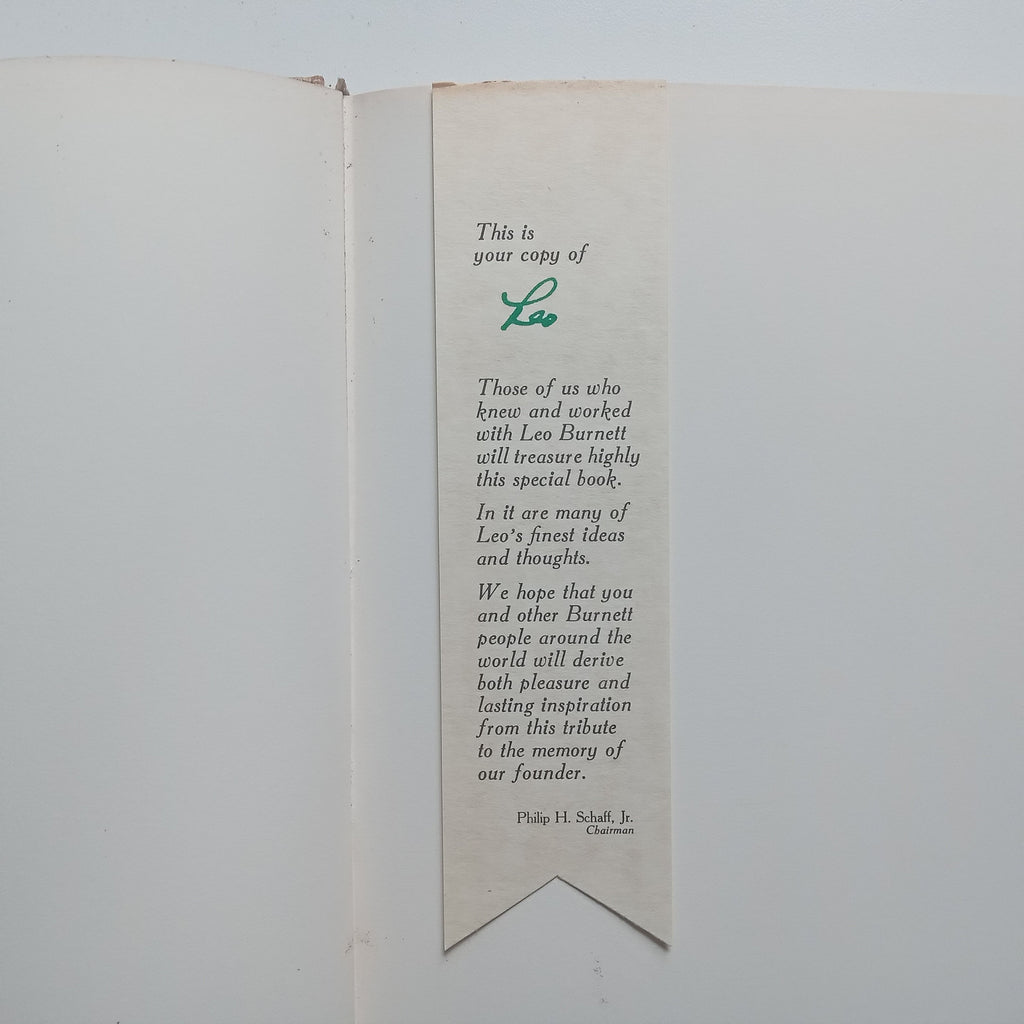 This is
your copy of
Leo
Those of us who
knew and worked
with Leo Burnett
will treasure highly
this special book.
In it are many of
Leo's finest ideas
and thoughts.
We hope that you
and other Burnett
people around the
world will derive
both pleasure and
lasting inspiration
from this tribute
to the memory of
our founder.
Philip H. Schaff, Jr.
Chairman